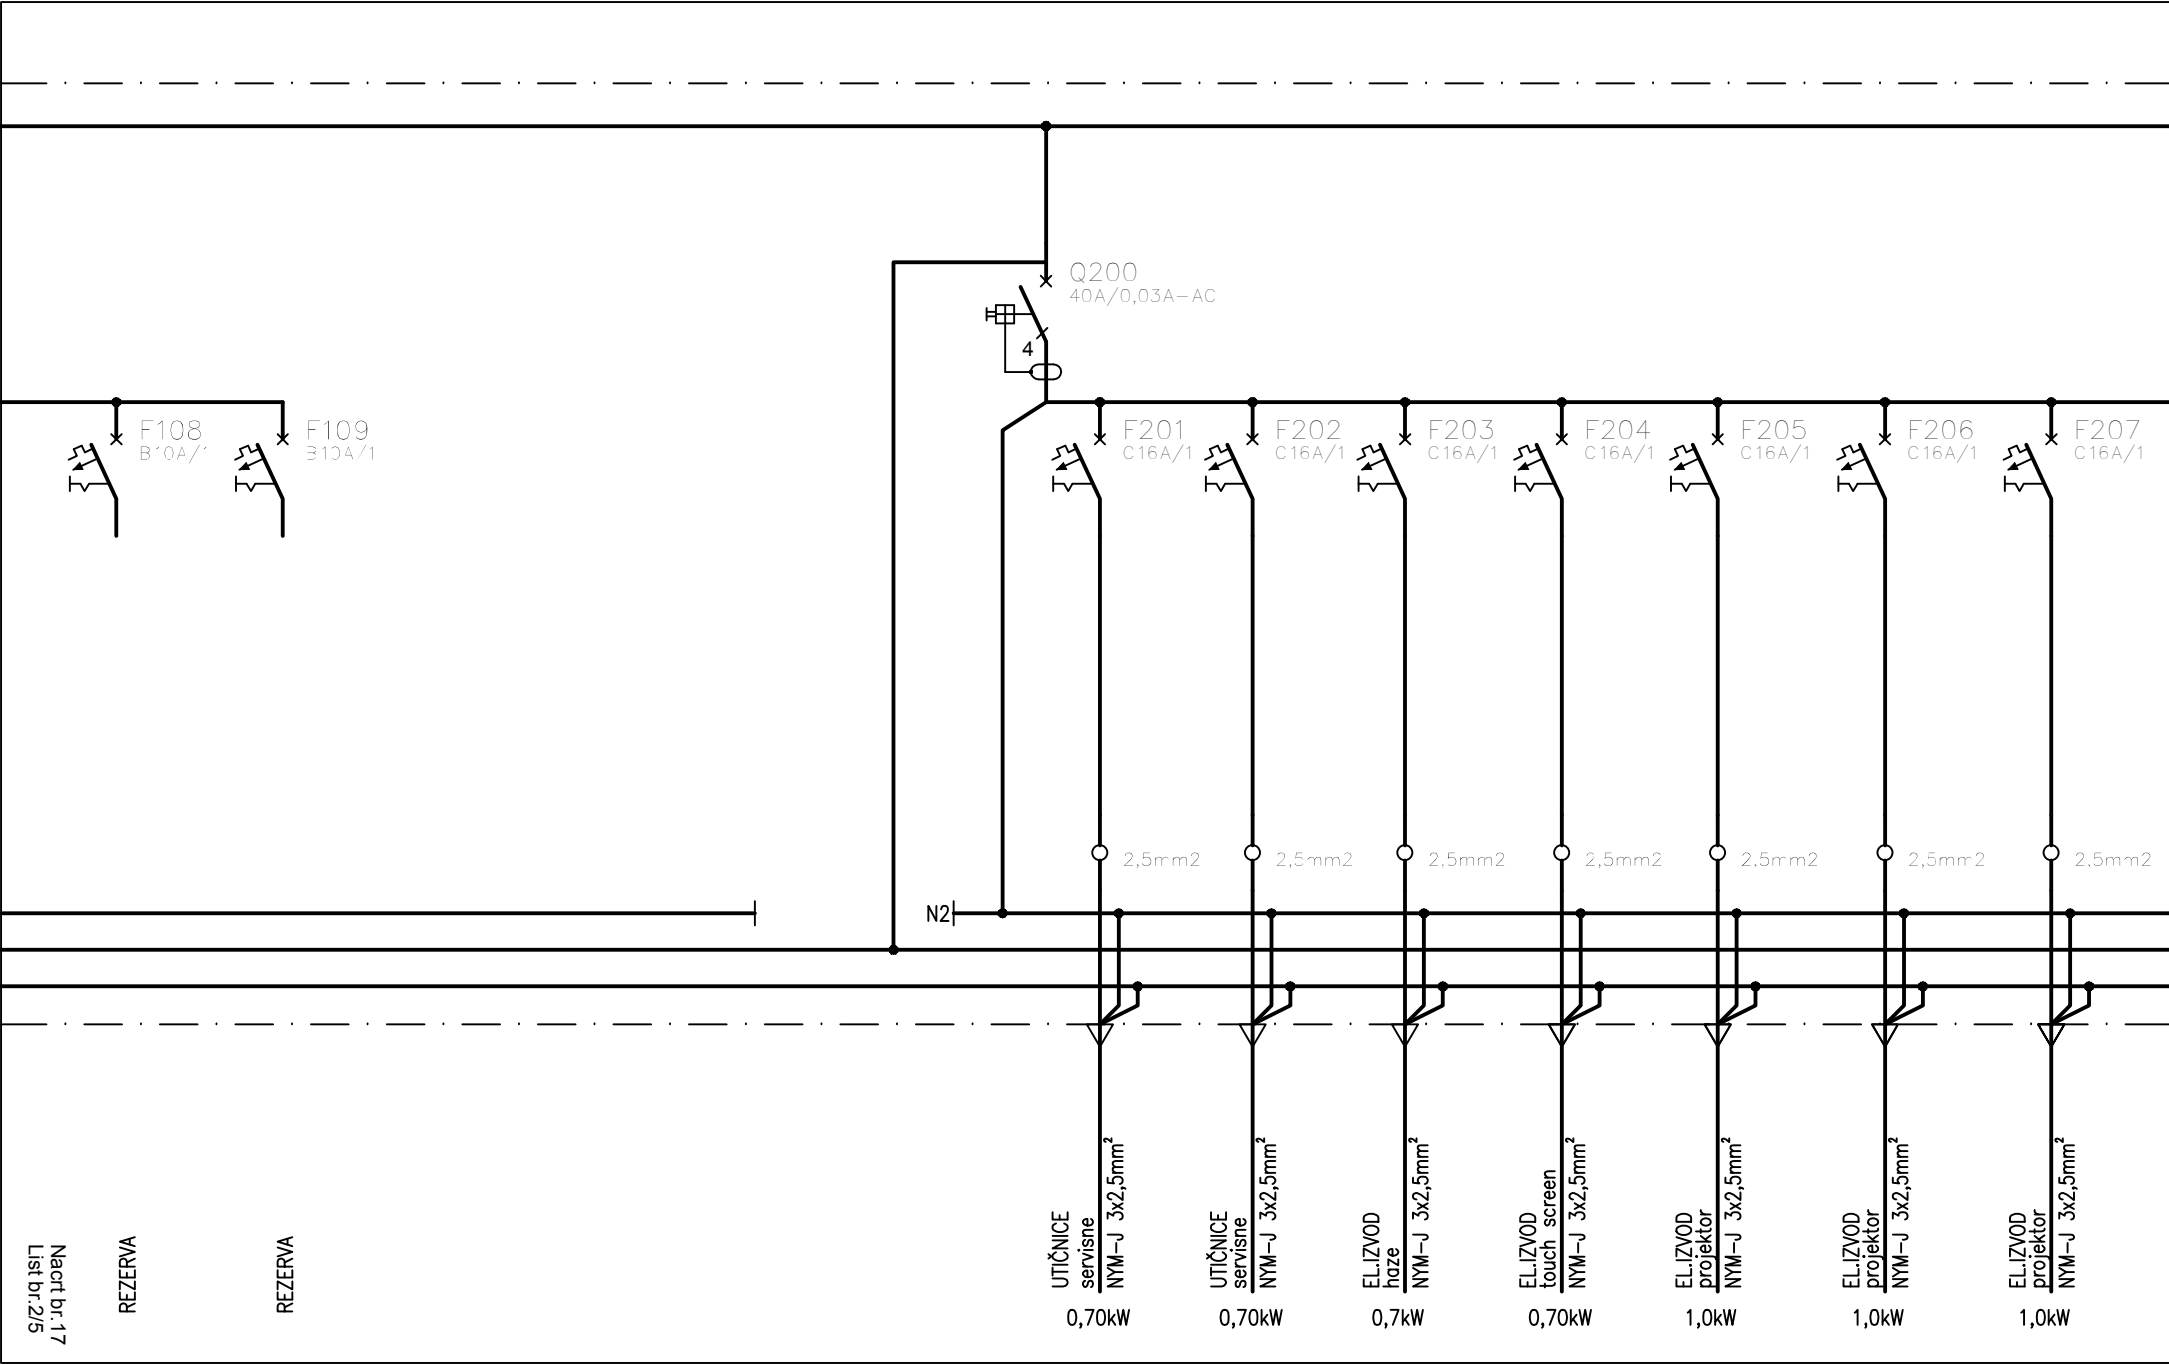 Q200
40A/0,03A-AC
4
F108
B10A/1
F109
B10A/1
F201
C16A/1
F202
C16A/1
F203
C16A/1
F204
C16A/1
F205
C16A/1
F206
C16A/1
F207
C16A/1
2,5mm2
2,5mm2
2,5mm2
2,5mm2
2,5mm2
2,5mm2
2,5mm2
N2
Nacrt br.17
List br.2/5
REZERVA
REZERVA
UTIČNICE
servisne
NYM-J 3x2,5mm²
0,70kW
UTIČNICE
servisne
NYM-J 3x2,5mm²
0,70kW
EL.IZVOD
haze
NYM-J 3x2,5mm²
0,7kW
EL.IZVOD
touch screen
NYM-J 3x2,5mm²
0,70kW
EL.IZVOD
projektor
NYM-J 3x2,5mm²
1,0kW
EL.IZVOD
projektor
NYM-J 3x2,5mm²
1,0kW
EL.IZVOD
projektor
NYM-J 3x2,5mm²
1,0kW